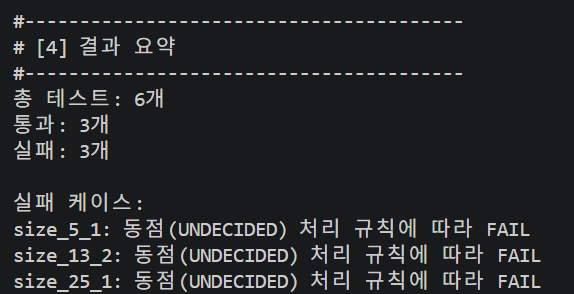 #----------------------------------------
# [4] 결과 요약
#----------------------------------------
총 테스트: 6개
통과: 3개
실패: 3개
실패 케이스:
size_5_1: 동점(UNDECIDED) 처리 규칙에 따라 FAIL
size_13_2: 동점(UNDECIDED) 처리 규칙에 따라 FAIL
size_25_1: 동점(UNDECIDED) 처리 규칙에 따라 FAIL